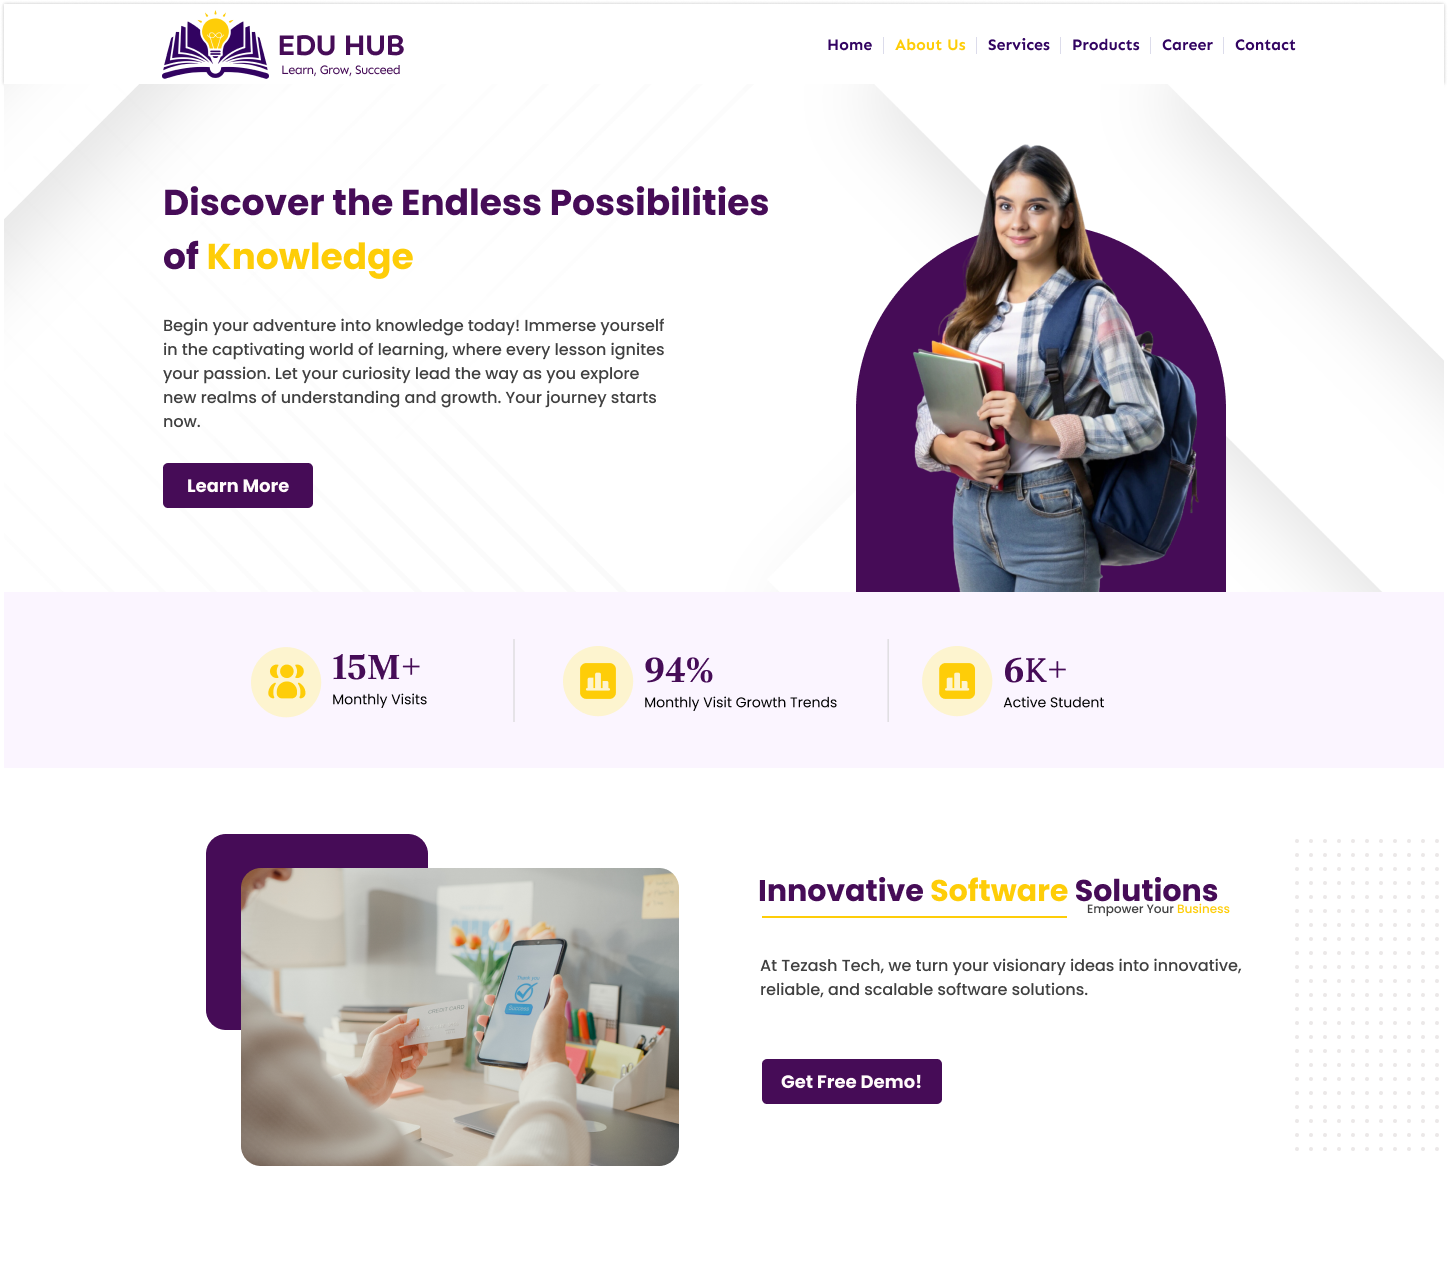 EDU HUB
Learn, Grow, Succeed
Home
About Us
Services
Products
Career
Contact
Discover the Endless Possibilities
of Knowledge
Begin your adventure into knowledge today! Immerse yourself
in the captivating world of learning, where every lesson ignites
your passion. Let your curiosity lead the way as you explore
new realms of understanding and growth. Your journey starts
now.
Learn More
15M+
Monthly Visits
94%
Monthly Visit Growth Trends
6K+
Active Student
Innovative Software Solutions
Empower Your Business
At Tezash Tech, we turn your visionary ideas into innovative,
reliable, and scalable software solutions.
Get Free Demo!
CREDIT CARD
Thank you